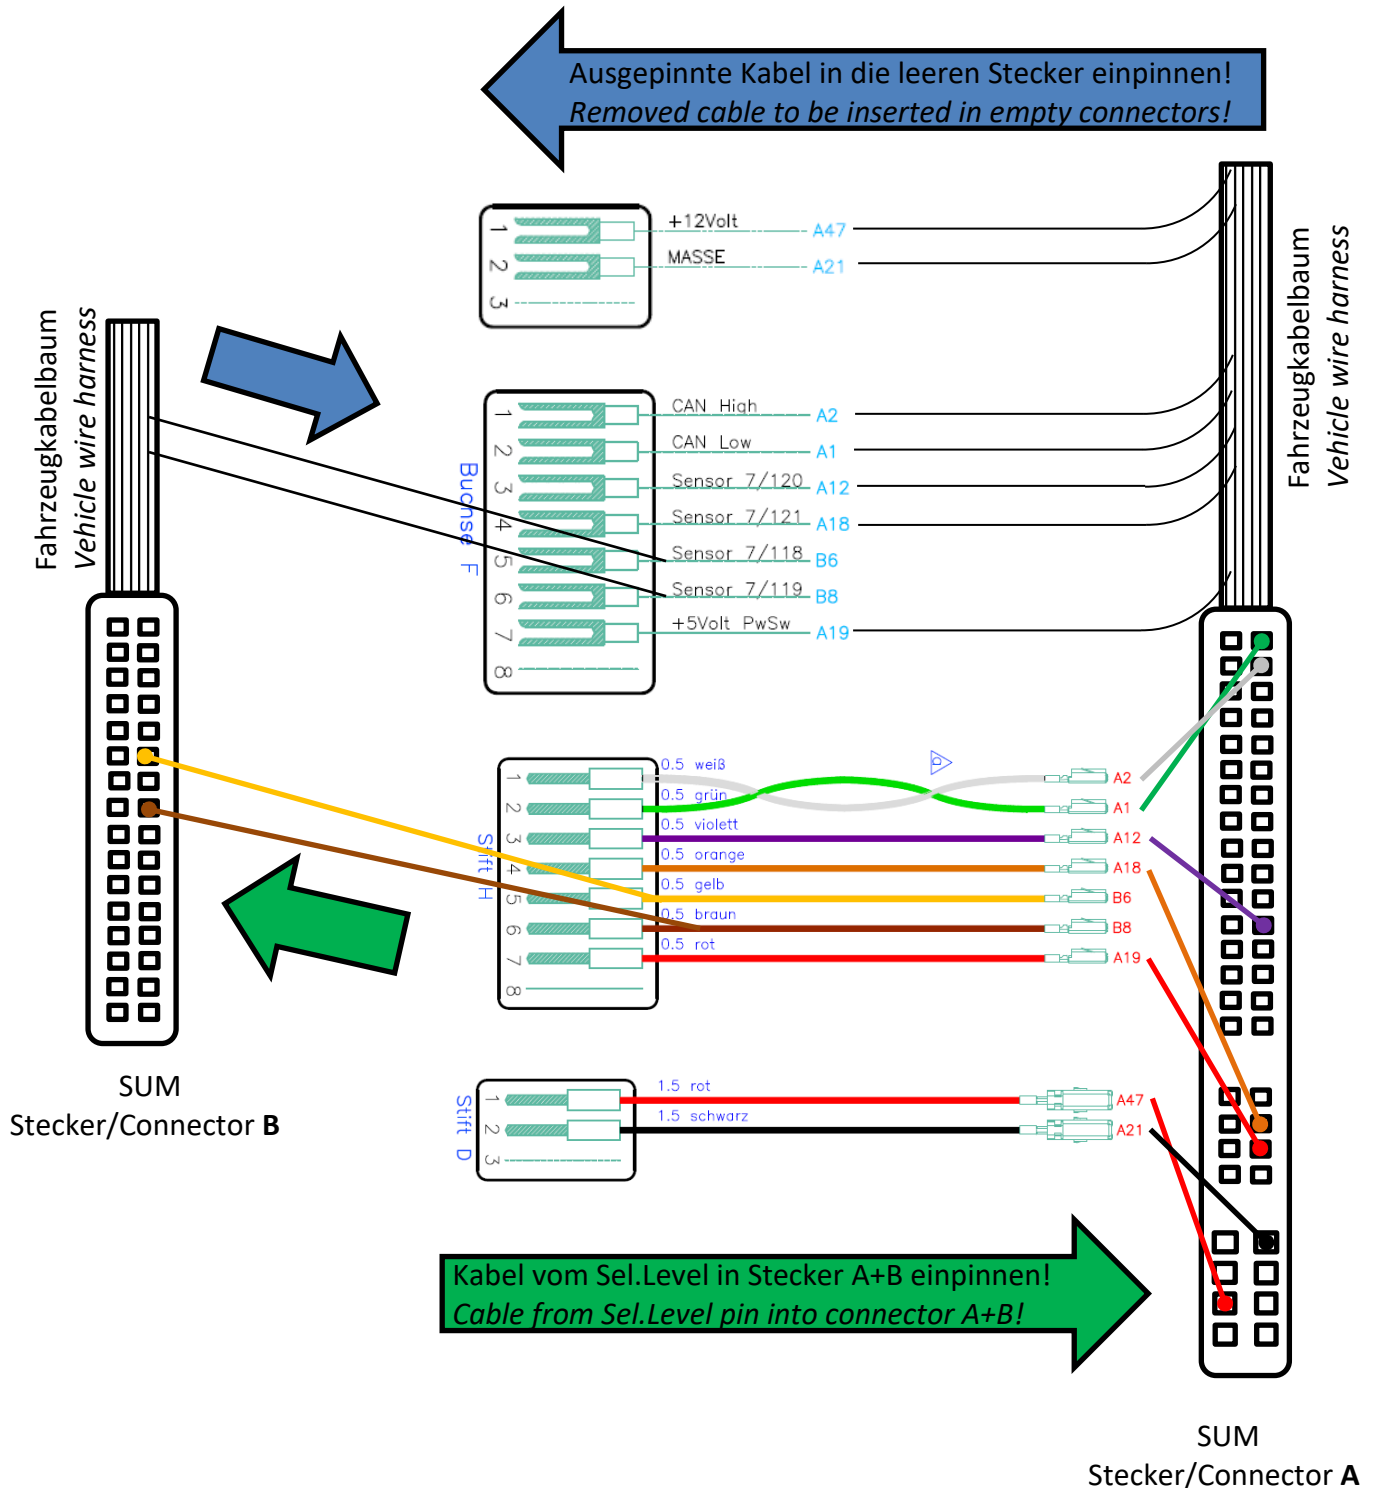 Ausgepinnte Kabel in die leeren Stecker einpinnen!
Removed cable to be inserted in empty connectors!
Fahrzeugkabelbaum
Vehicle wire harness
Fahrzeugkabelbaum
Vehicle wire harness
1 +12Volt A47
2 MASSE A21
3
Buchse F
1 CAN High A2
2 CAN Low A1
3 Sensor 7/120 A12
4 Sensor 7/121 A18
5 Sensor 7/118 B6
6 Sensor 7/119 B8
7 +5Volt PwSw A19
8
Stift H
a
1 0.5 weiß A2
2 0.5 grün A1
3 0.5 violett A12
4 0.5 orange A18
5 0.5 gelb B6
6 0.5 braun B8
7 0.5 rot A19
8
Stift D
1 1.5 rot A47
2 1.5 schwarz A21
3
SUM
Stecker/Connector B
Kabel vom Sel.Level in Stecker A+B einpinnen!
Cable from Sel.Level pin into connector A+B!
SUM
Stecker/Connector A